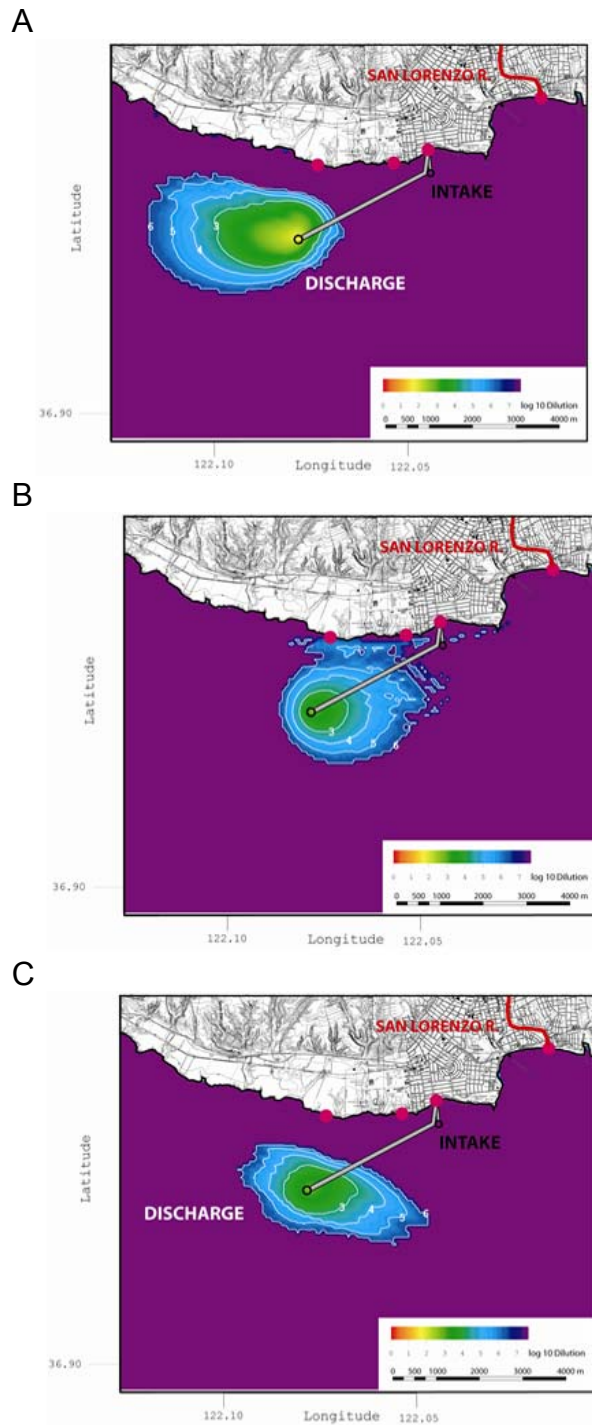 A
SAN LORENZO R.
INTAKE
6 5 4 3
DISCHARGE
Latitude
log 10 Dilution
0 1 2 3 4 5 6 7
0 500 1000 2000 3000 4000 m
36.90
122.10 Longitude 122.05
B
SAN LORENZO R.
3 4 5 6
Latitude
log 10 Dilution
0 1 2 3 4 5 6 7
0 500 1000 2000 3000 4000 m
36.90
122.10 Longitude 122.05
C
SAN LORENZO R.
INTAKE
3 4 5 6
DISCHARGE
Latitude
log 10 Dilution
0 1 2 3 4 5 6 7
0 500 1000 2000 3000 4000 m
36.90
122.10 Longitude 122.05